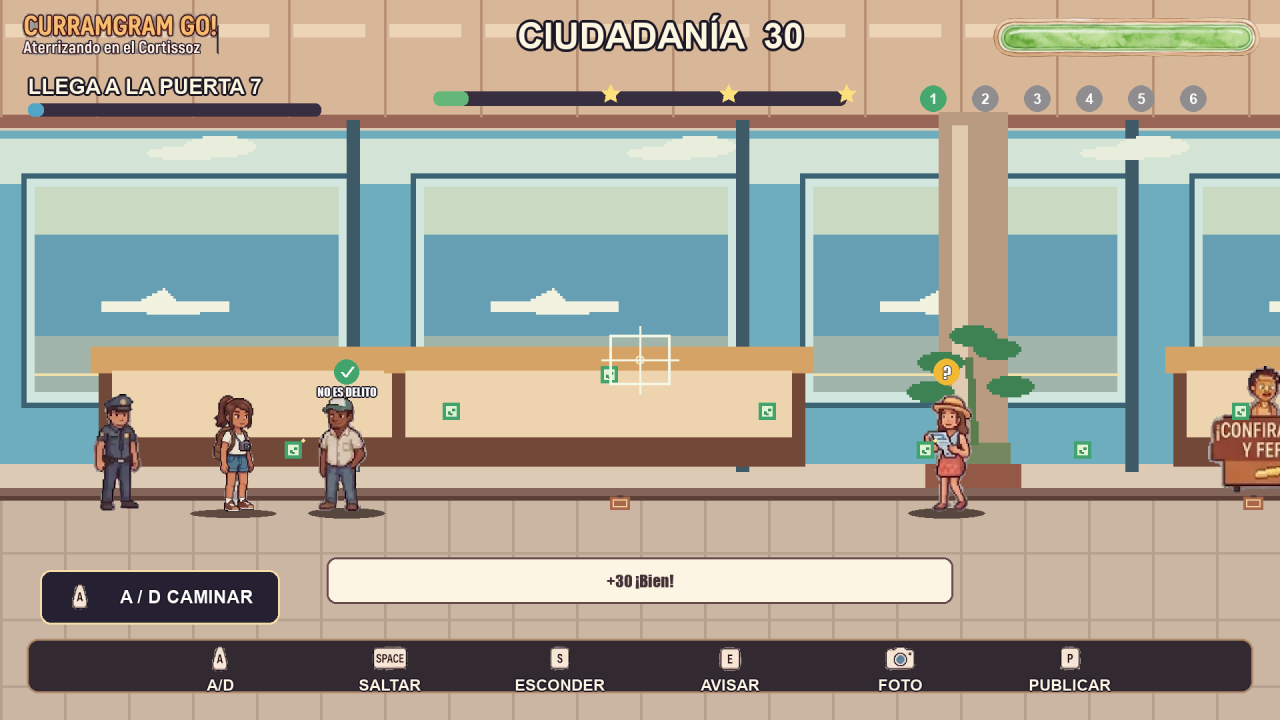 CURRAMGRAM GO!
Aterrizando en el Cortissoz
CIUDADANÍA 30
LLEGA A LA PUERTA 7
1 2 3 4 5 6
NO ES DELITO
?
¡CONFIRA
Y FER
+30 ¡Bien!
A A / D CAMINAR
A SPACE S E P
A/D SALTAR ESCONDER AVISAR FOTO PUBLICAR